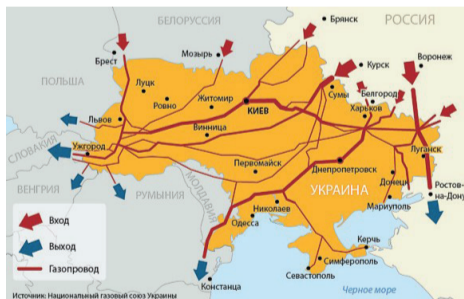 БЕЛОРУССИЯ
Брянск
РОССИЯ
Мозырь
Брест
Курск
Воронеж
ПОЛЬША
Луцк
Ровно
Житомир
КИЕВ
Сумы
Белгород
Харьков
Львов
Винница
СЛОВАКИЯ
Ужгород
Первомайск
Луганск
Днепропетровск
ВЕНГРИЯ
РУМЫНИЯ
МОЛДАВИЯ
УКРАИНА
Донецк
Ростов-
на-Дону
Мариуполь
Николаев
Одесса
Вход
Выход
Газопровод
Керчь
Симферополь
Севастополь
Констанца
Черное море
Источник: Национальный газовый союз Украины